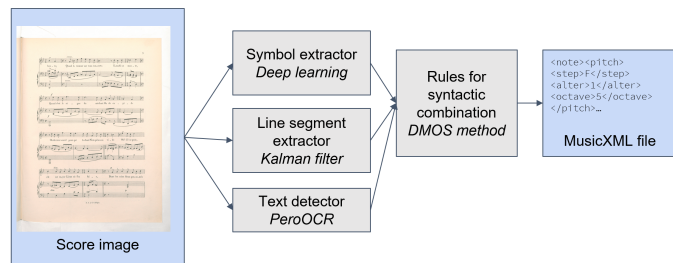 Score image
Symbol extractor
Deep learning
Line segment
extractor
Kalman filter
Text detector
PeroOCR
Rules for
syntactic
combination
DMOS method
<note><pitch>
<step>F</step>
<alter>1</alter>
<octave>5</octave>
</pitch>…
MusicXML file